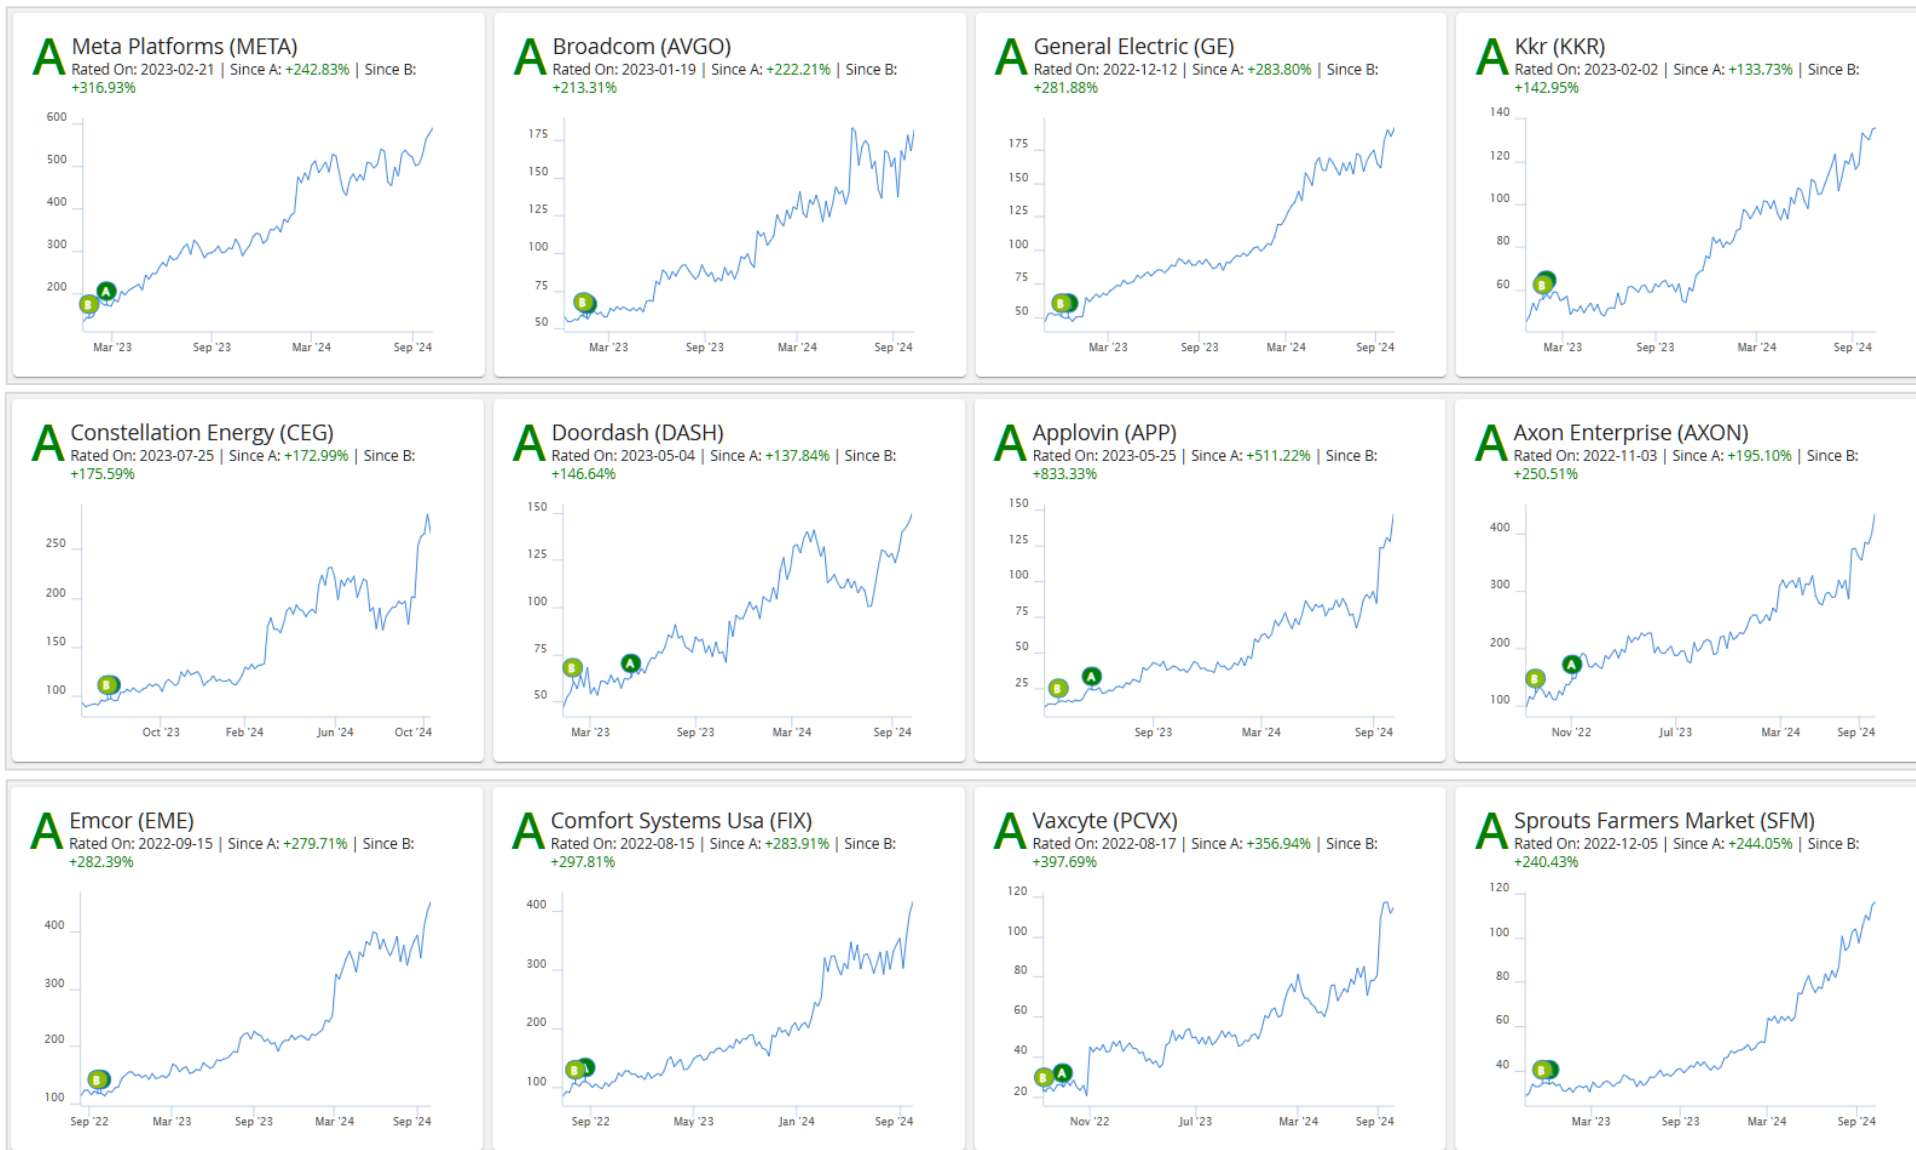 A Meta Platforms (META)
Rated On: 2023-02-21 | Since A: +242.83% | Since B:
+316.93%
600
500
400
300
200
B
A
Mar '23 Sep '23 Mar '24 Sep '24
A Broadcom (AVGO)
Rated On: 2023-01-19 | Since A: +222.21% | Since B:
+213.31%
175
150
125
100
75
50
B
Mar '23 Sep '23 Mar '24 Sep '24
A General Electric (GE)
Rated On: 2022-12-12 | Since A: +283.80% | Since B:
+281.88%
175
150
125
100
75
50
B
Mar '23 Sep '23 Mar '24 Sep '24
A Kkr (KKR)
Rated On: 2023-02-02 | Since A: +133.73% | Since B:
+142.95%
140
120
100
80
60
B
Mar '23 Sep '23 Mar '24 Sep '24
A Constellation Energy (CEG)
Rated On: 2023-07-25 | Since A: +172.99% | Since B:
+175.59%
250
200
150
100
B
Oct '23 Feb '24 Jun '24 Oct '24
A Doordash (DASH)
Rated On: 2023-05-04 | Since A: +137.84% | Since B:
+146.64%
150
125
100
75
50
B
A
Mar '23 Sep '23 Mar '24 Sep '24
A Applovin (APP)
Rated On: 2023-05-25 | Since A: +511.22% | Since B:
+833.33%
150
125
100
75
50
25
B
A
Sep '23 Mar '24 Sep '24
A Axon Enterprise (AXON)
Rated On: 2022-11-03 | Since A: +195.10% | Since B:
+250.51%
400
300
200
100
B
A
Nov '22 Jul '23 Mar '24 Sep '24
A Emcor (EME)
Rated On: 2022-09-15 | Since A: +279.71% | Since B:
+282.39%
400
300
200
100
B
Sep '22 Mar '23 Sep '23 Mar '24 Sep '24
A Comfort Systems Usa (FIX)
Rated On: 2022-08-15 | Since A: +283.91% | Since B:
+297.81%
400
300
200
100
B
Sep '22 May '23 Jan '24 Sep '24
A Vaxcyte (PCVX)
Rated On: 2022-08-17 | Since A: +356.94% | Since B:
+397.69%
120
100
80
60
40
20
B
A
Nov '22 Jul '23 Mar '24 Sep '24
A Sprouts Farmers Market (SFM)
Rated On: 2022-12-05 | Since A: +244.05% | Since B:
+240.43%
120
100
80
60
40
B
Mar '23 Sep '23 Mar '24 Sep '24